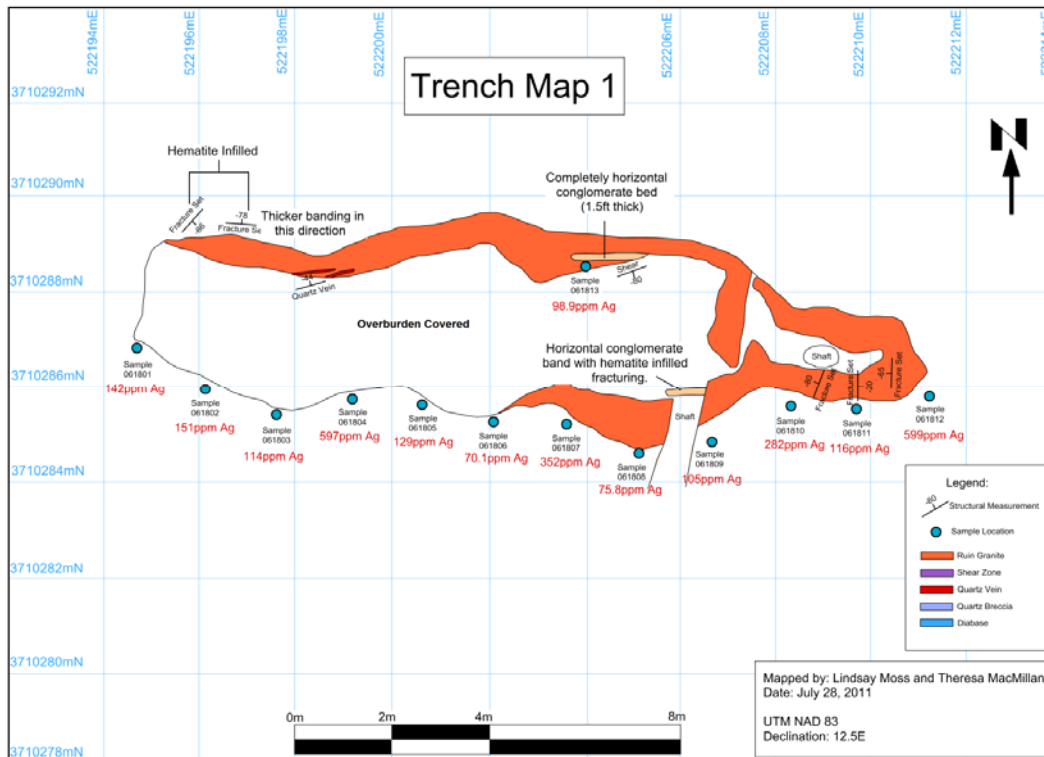 522194mE
522196mE
522198mE
522200mE
522206mE
522208mE
522210mE
522212mE
3710292mN
Trench Map 1
N
Hematite Infilled
3710290mN
Fracture Set
-86
-78
Thicker banding in
this direction
Completely horizontal
conglomerate bed
(1.5ft thick)
3710288mN
-44
Quartz Vein
Shear
-80
Sample
061813
98.9ppm Ag
Overburden Covered
Horizontal conglomerate
band with hematite infilled
fracturing.
Shaft
3710286mN
Sample
061801
142ppm Ag
Sample
061802
151ppm Ag
Sample
061803
114ppm Ag
Sample
061804
597ppm Ag
Sample
061805
129ppm Ag
Sample
061806
70.1ppm Ag
Sample
061807
352ppm Ag
Sample
061808
75.8ppm Ag
Shaft
Sample
061809
105ppm Ag
-80
Fracture Set
Sample
061810
282ppm Ag
Fracture Set
-20
Sample
061811
116ppm Ag
-65
Fracture Set
Sample
061812
599ppm Ag
3710284mN
Legend:
-80
Structural Measurement
Sample Location
Ruin Granite
Shear Zone
Quartz Vein
Quartz Breccia
Diabase
3710282mN
3710280mN
3710278mN
0m
2m
4m
8m
Mapped by: Lindsay Moss and Theresa MacMillan
Date: July 28, 2011
UTM NAD 83
Declination: 12.5E